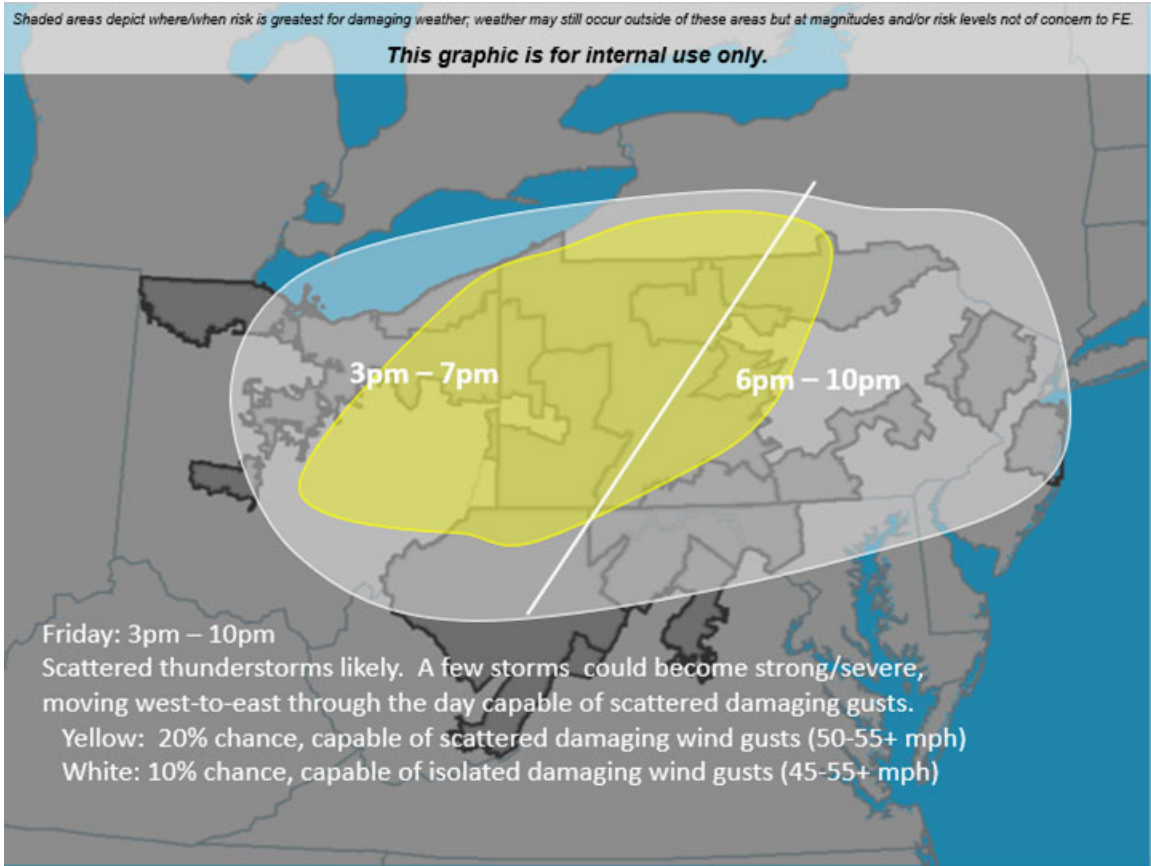 Shaded areas depict where/when risk is greatest for damaging weather; weather may still occur outside of these areas but at magnitudes and/or risk levels not of concern to FE.
This graphic is for internal use only.
3pm – 7pm
6pm – 10pm
Friday: 3pm – 10pm
Scattered thunderstorms likely. A few storms could become strong/severe,
moving west-to-east through the day capable of scattered damaging gusts.
Yellow: 20% chance, capable of scattered damaging wind gusts (50-55+ mph)
White: 10% chance, capable of isolated damaging wind gusts (45-55+ mph)